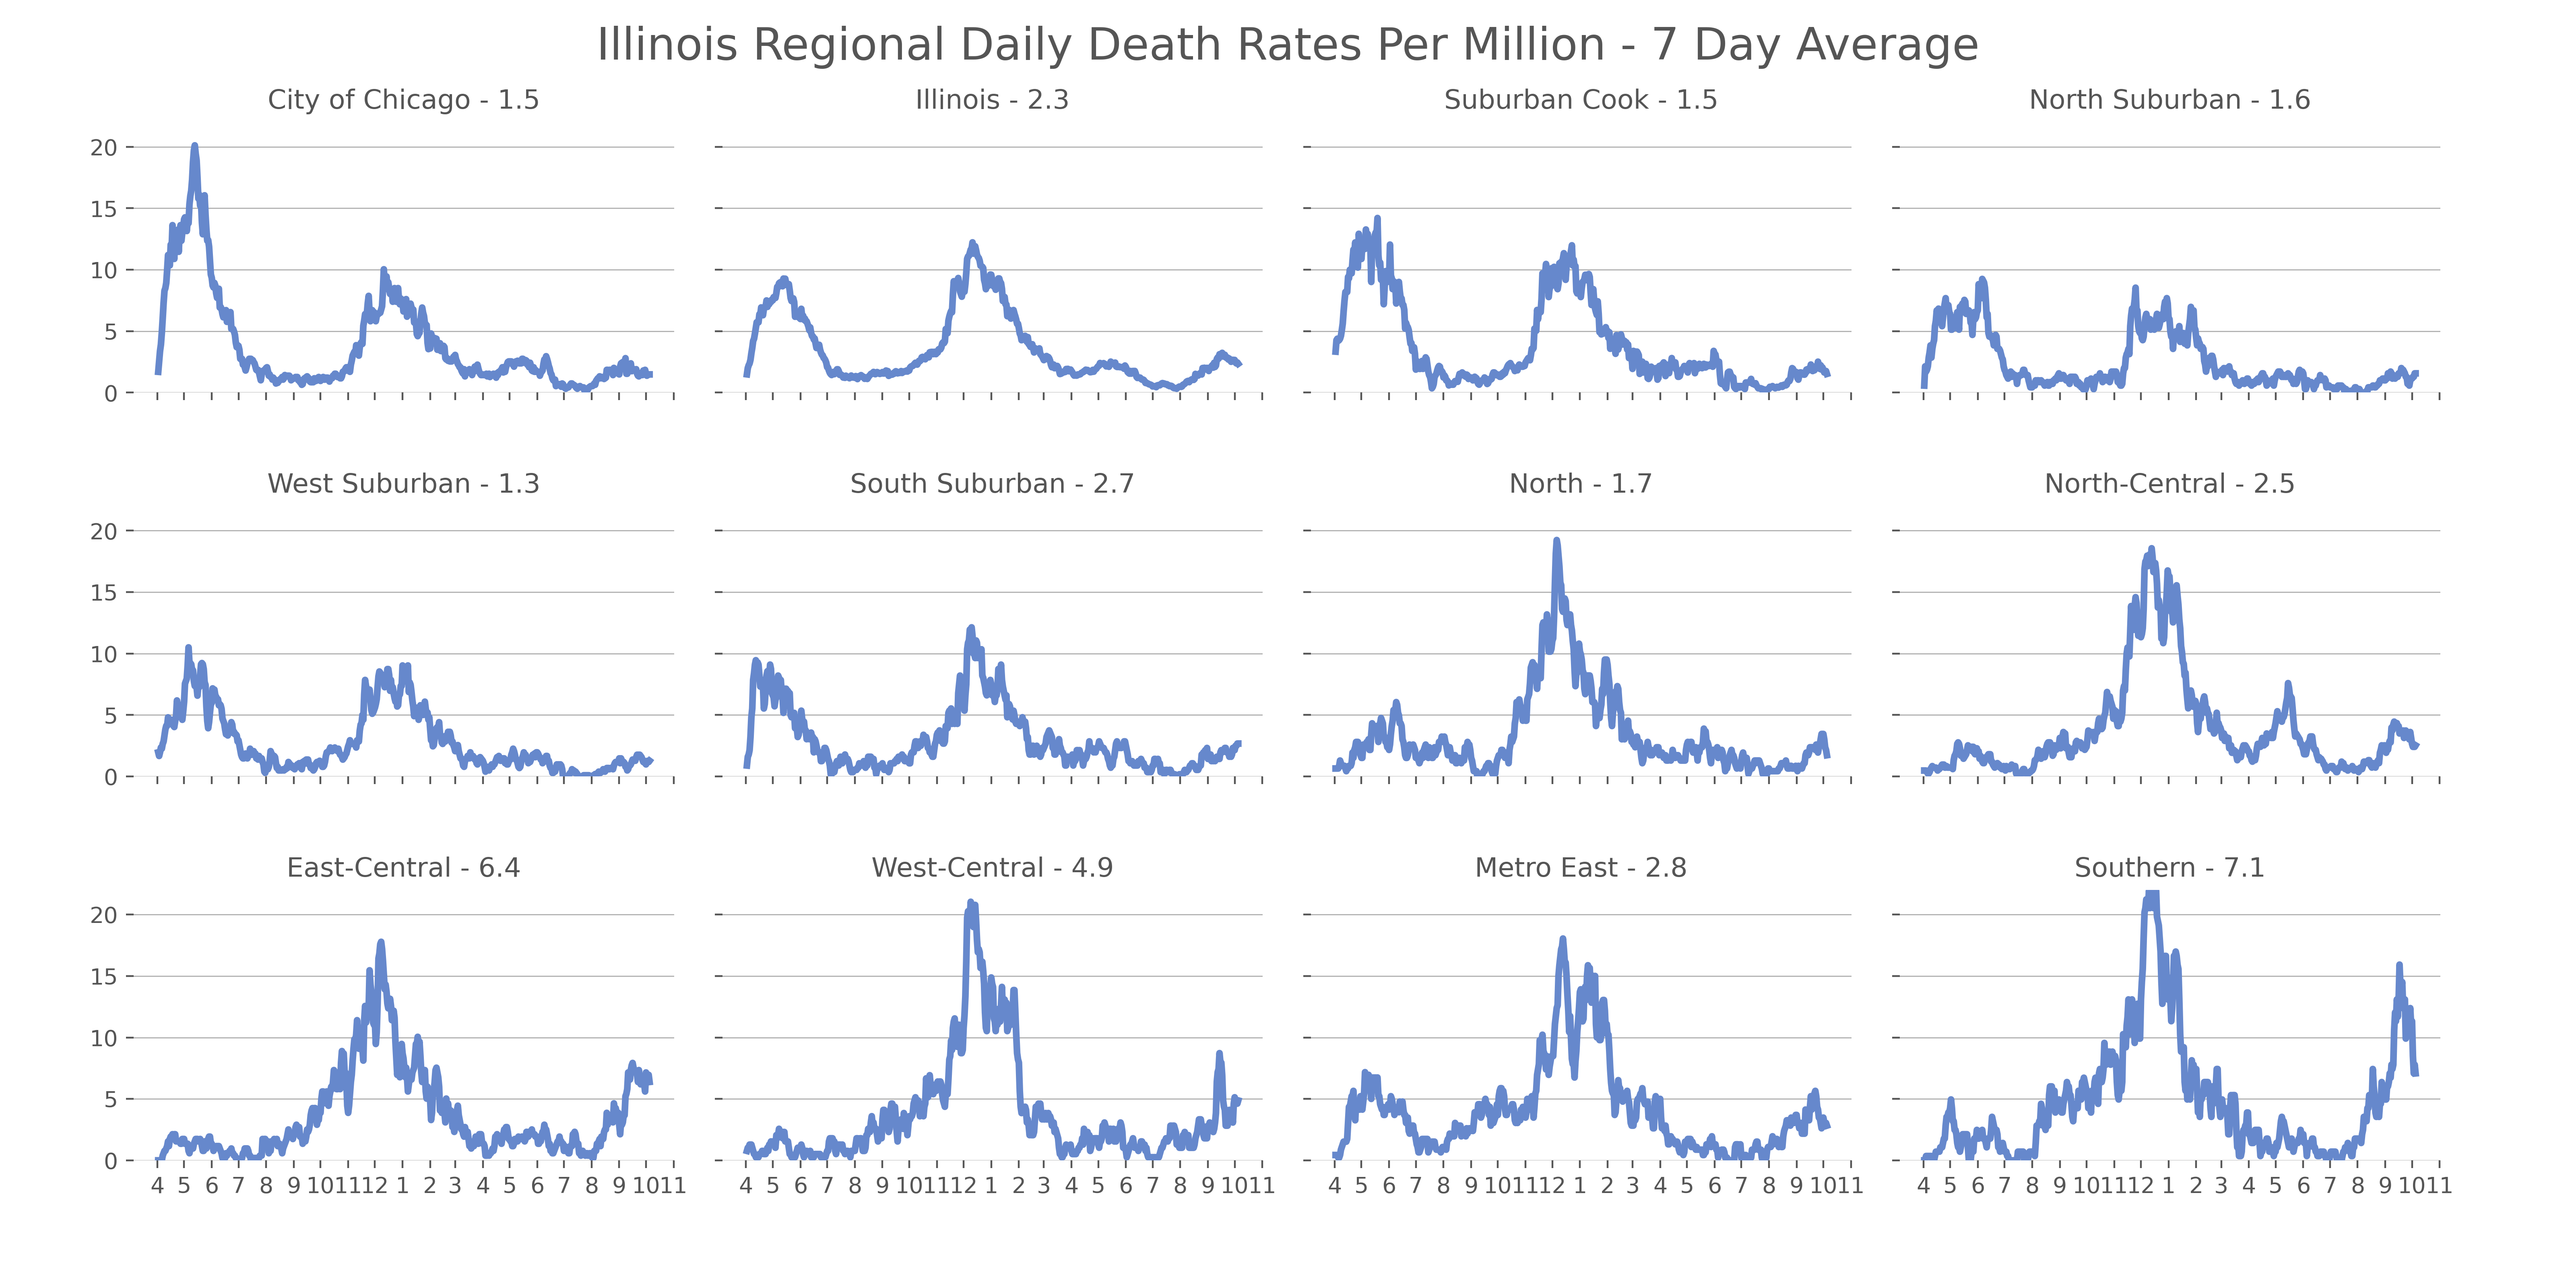 Illinois Regional Daily Death Rates Per Million - 7 Day Average
City of Chicago - 1.5
Illinois - 2.3
Suburban Cook - 1.5
North Suburban - 1.6
20
15
10
5
0
West Suburban - 1.3
South Suburban - 2.7
North - 1.7
North-Central - 2.5
20
15
10
5
0
East-Central - 6.4
West-Central - 4.9
Metro East - 2.8
Southern - 7.1
20
15
10
5
0
4 5 6 7 8 9 10 11 12 1 2 3 4 5 6 7 8 9 10 11
4 5 6 7 8 9 10 11 12 1 2 3 4 5 6 7 8 9 10 11
4 5 6 7 8 9 10 11 12 1 2 3 4 5 6 7 8 9 10 11
4 5 6 7 8 9 10 11 12 1 2 3 4 5 6 7 8 9 10 11